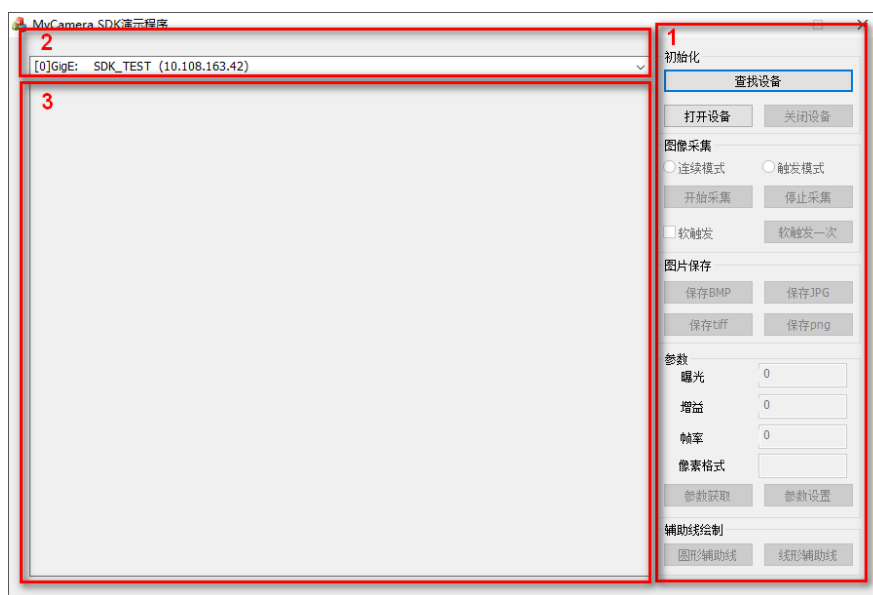 MyCamera SDK演示程序
2
[0]GigE: SDK_TEST (10.108.163.42)
3
1
初始化
查找设备
打开设备 关闭设备
图像采集
连续模式 触发模式
开始采集 停止采集
软触发 软触发一次
图片保存
保存BMP 保存JPG
保存tiff 保存png
参数
曝光 0
增益 0
帧率 0
像素格式
参数获取 参数设置
辅助线绘制
圆形辅助线 线形辅助线